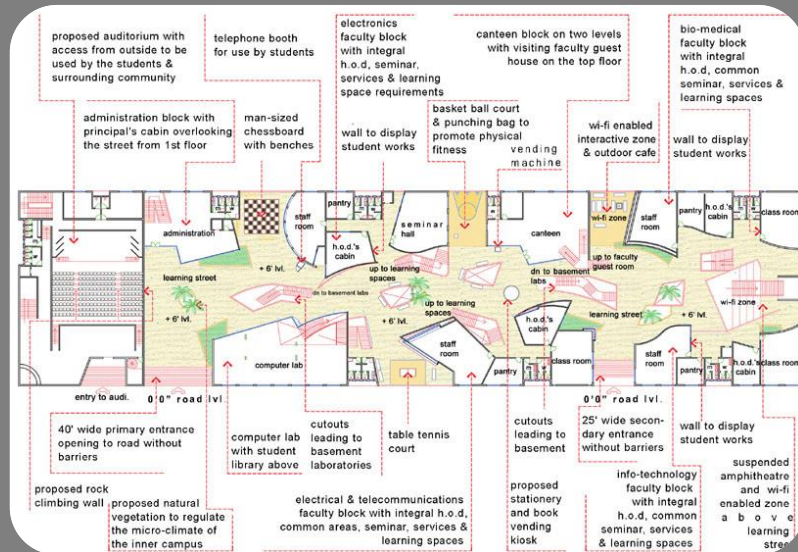 proposed auditorium with
access from outside to be
used by the students &
surrounding community
telephone booth
for use by students
electronics
faculty block
with integral
h.o.d, seminar,
services & learning
space requirements
canteen block on two levels
with visiting faculty guest
house on the top floor
bio-medical
faculty block
with integral
h.o.d, common
seminar, services &
learning spaces
administration block with
principal's cabin overlooking
the street from 1st floor
man-sized
chessboard
with benches
wall to display
student works
basket ball court
& punching bag to
promote physical
fitness
vending
machine
wi-fi enabled
interactive zone
& outdoor cafe
wall to display
student works
administration
staff
room
pantry
h.o.d.'s
cabin
seminar
hall
canteen
wi-fi zone
staff
room
pantry
h.o.d.'s
cabin
class room
learning street
+ 6' lvl.
dn to basement labs
up to learning
spaces
up to learning
spaces
dn to basement
labs
up to faculty
guest room
learning street
wi-fi zone
+ 6' lvl.
+ 6' lvl.
+ 6' lvl.
computer lab
staff
room
pantry
h.o.d's
cabin
class room
staff
room
pantry
h.o.d's
cabin
class room
entry to audi.
0'0" road lvl.
0'0" road lvl.
40' wide primary entrance
opening to road without
barriers
computer lab
with student
library above
cutouts
leading to
basement
laboratories
table tennis
court
cutouts
leading to
basement
25' wide secon-
dary entrance
without barriers
wall to display
student works
proposed rock
climbing wall
proposed natural
vegetation to regulate
the micro-climate of
the inner campus
electrical & telecommunications
faculty block with integral h.o.d,
common areas, seminar, services &
learning spaces
proposed
stationery
and book
vending
kiosk
info-technology
faculty block
with integral
h.o.d, common
seminar, services
& learning spaces
suspended
amphitheatre
and wi-fi
enabled zone
above
learning